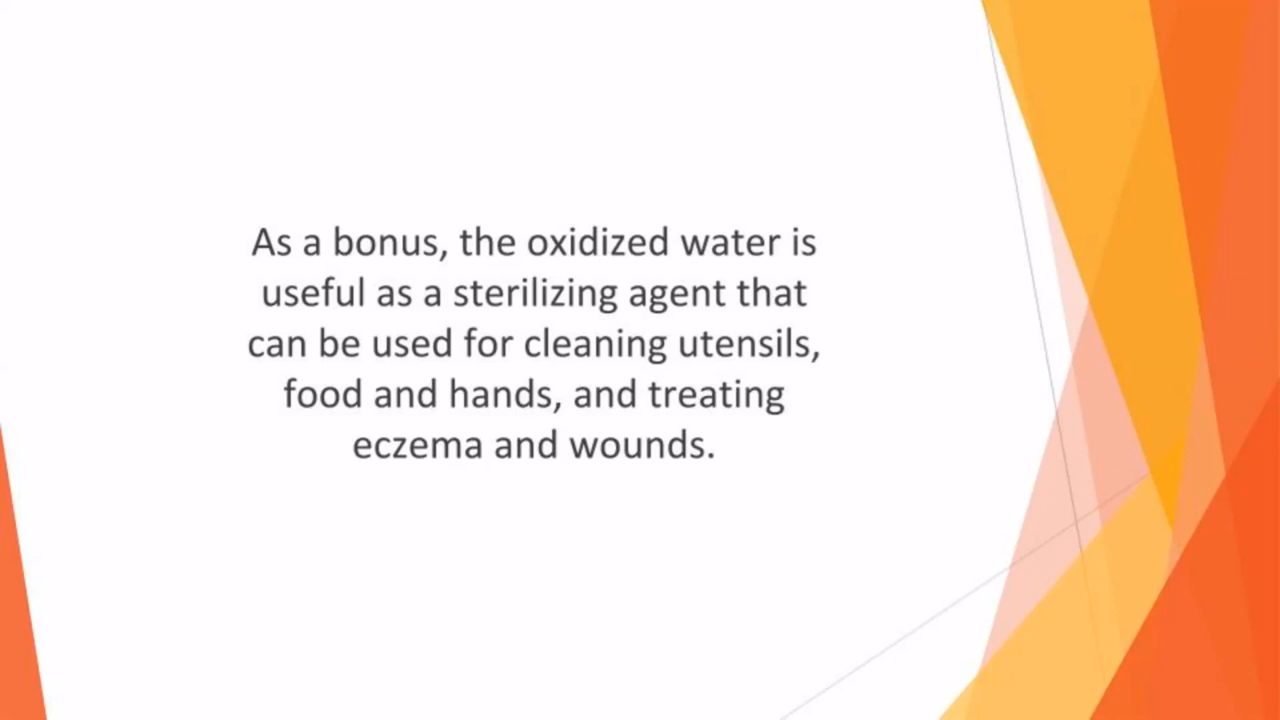 As a bonus, the oxidized water is
useful as a sterilizing agent that
can be used for cleaning utensils,
food and hands, and treating
eczema and wounds.